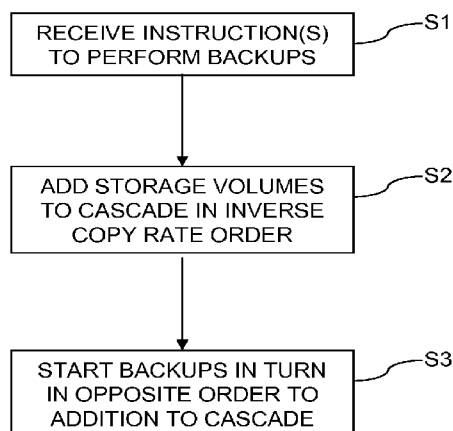 RECEIVE INSTRUCTION(S)
TO PERFORM BACKUPS
S1
ADD STORAGE VOLUMES
TO CASCADE IN INVERSE
COPY RATE ORDER
S2
START BACKUPS IN TURN
IN OPPOSITE ORDER TO
ADDITION TO CASCADE
S3